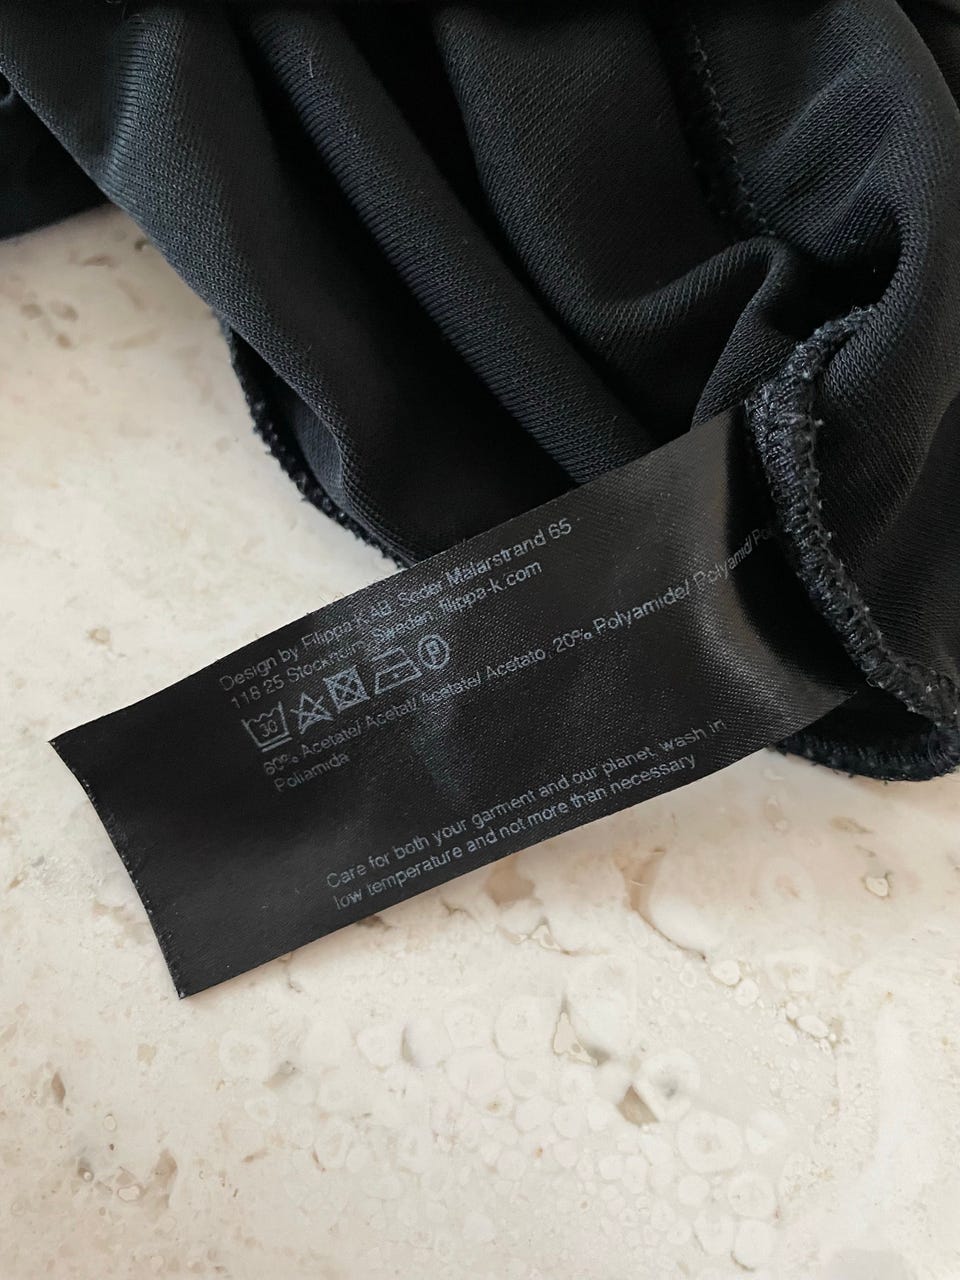 Design by Filippa K AB, Söder Mälarstrand 65
118 25 Stockholm, Sweden, filippa-k.com
30 P
80% Acetate/ Acetat/ Acetate/ Acetato, 20% Polyamide/ Polyamid/
Poliamida
Care for both your garment and our planet, wash in
low temperature and not more than necessary